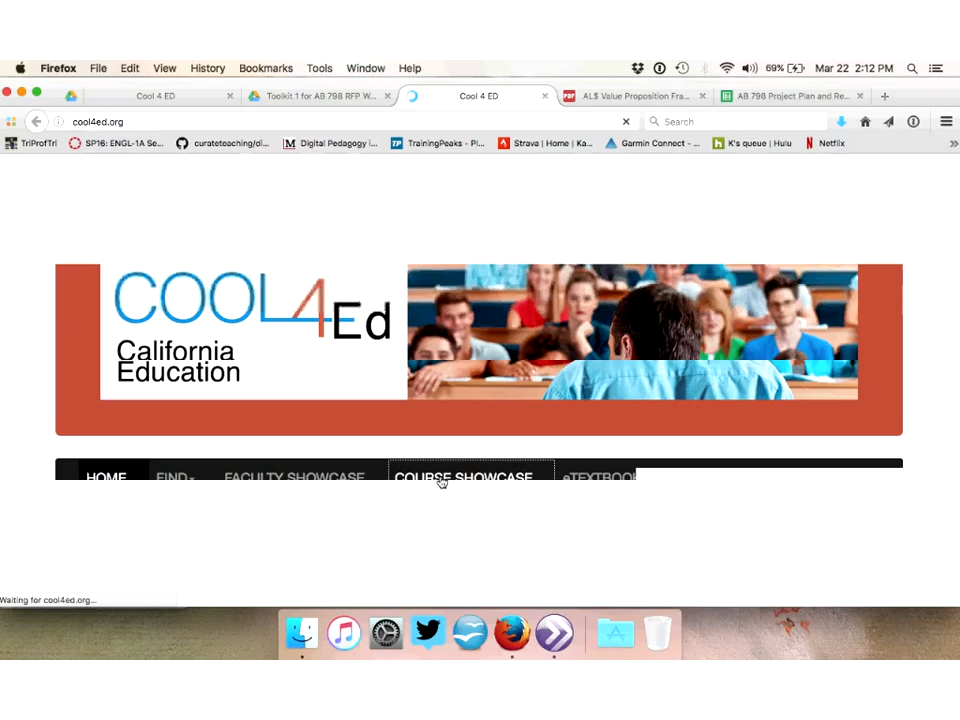 Firefox File Edit View History Bookmarks Tools Window Help 69% Mar 22 2:12 PM
Cool 4 ED Toolkit 1 for AB 798 RFP W... Cool 4 ED PDF AL$ Value Proposition Fra... AB 798 Project Plan and Re...
cool4ed.org Search
TriProfTri SP16: ENGL-1A Se... curateteaching/di... M Digital Pedagogy I... TP TrainingPeaks - Pl... Strava | Home | Ka... Garmin Connect - ... h K's queue | Hulu N Netflix
COOL4Ed
California
Education
HOME FIND FACULTY SHOWCASE COURSE SHOWCASE eTEXTBOOK
Waiting for cool4ed.org...